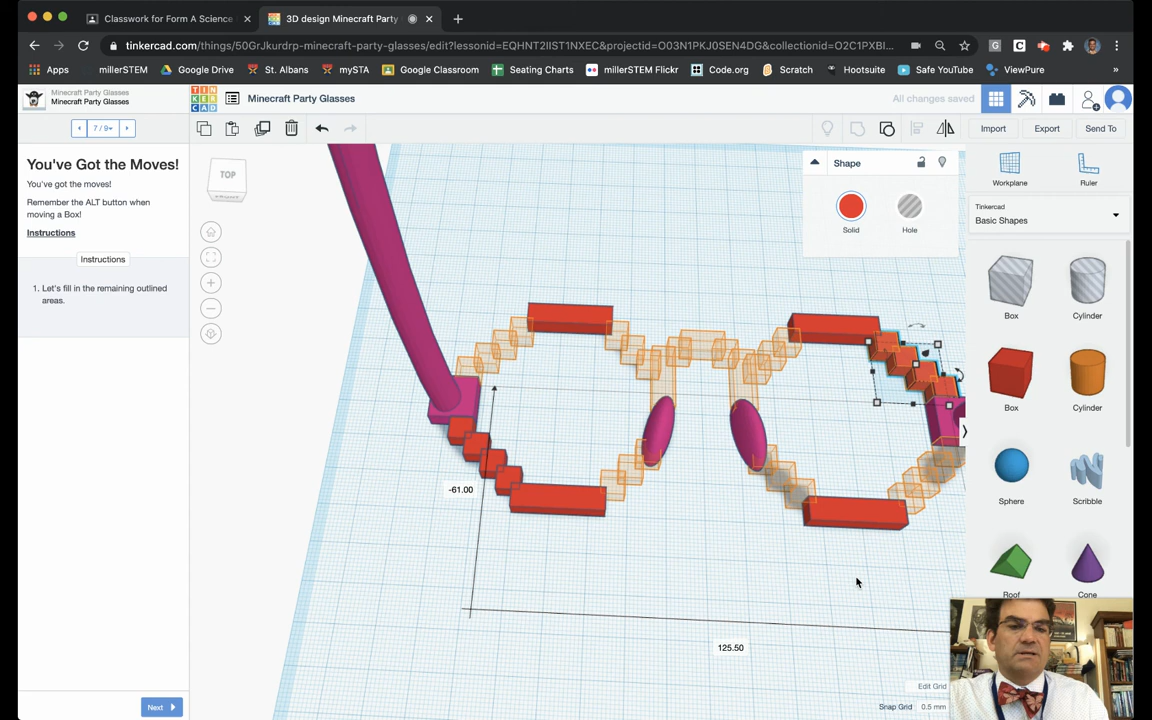 Classwork for Form A Science
3D design Minecraft Party
tinkercad.com/things/50GrJkurdrp-minecraft-party-glasses/edit?lessonid=EQHNT2IIST1NXEC&projectid=O03N1PKJ0SEN4DG&collectionid=O2C1PXBI...
Apps
millerSTEM
Google Drive
St. Albans
mySTA
Google Classroom
Seating Charts
millerSTEM Flickr
Code.org
Scratch
Hootsuite
Safe YouTube
ViewPure
»
Minecraft Party Glasses
Minecraft Party Glasses
TIN
KER
CAD
Minecraft Party Glasses
All changes saved
7 / 9
Import
Export
Send To
You've Got the Moves!
You've got the moves!
Remember the ALT button when
moving a Box!
Instructions
Instructions
1. Let's fill in the remaining outlined
areas.
TOP
Shape
Solid
Hole
Workplane
Ruler
Tinkercad
Basic Shapes
Box
Cylinder
Box
Cylinder
Sphere
Scribble
Roof
Cone
-61.00
125.50
Edit Grid
Snap Grid
0.5 mm
Next